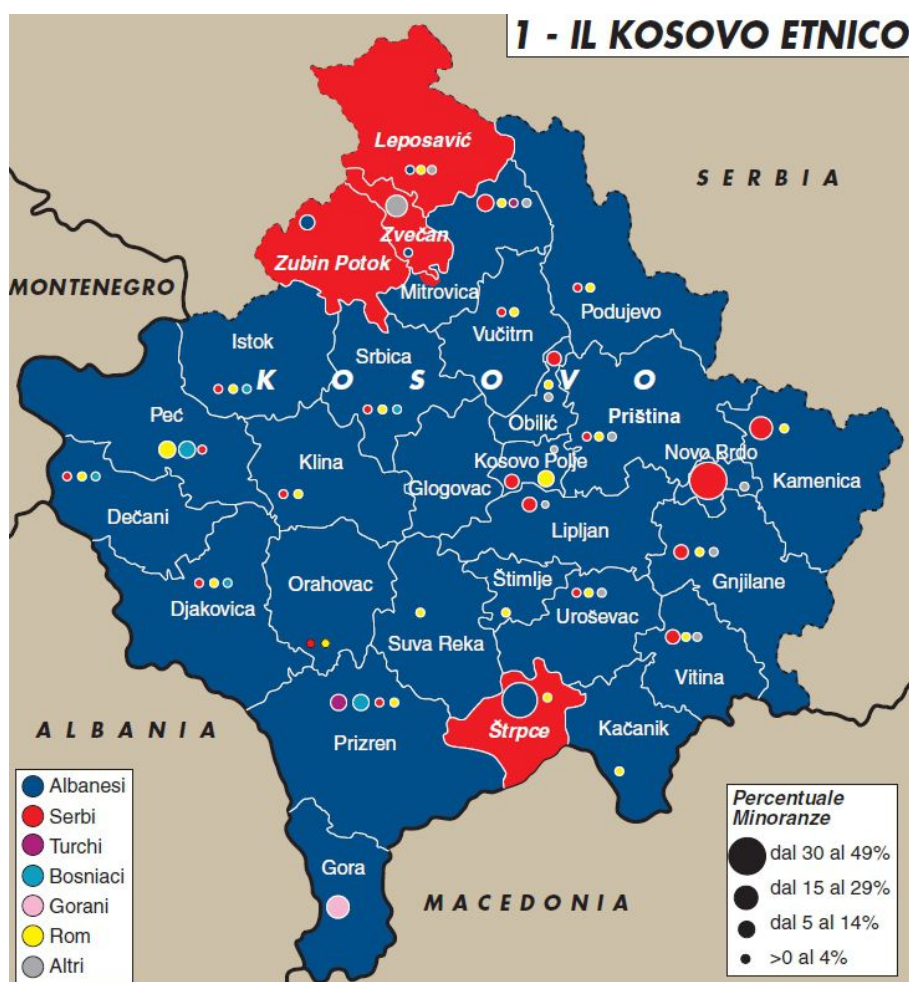 1 - IL KOSOVO ETNICO
Leposavić
SERBIA
Zvečan
Zubin Potok
MONTENEGRO
Mitrovica
Podujevo
Vučitrn
Istok
Srbica
KOSOVO
Peć
Obilić
Priština
Novo Brdo
Kosovo Polje
Klina
Glogovac
Kamenica
Dečani
Lipljan
Orahovac
Štimlje
Gnjilane
Djakovica
Uroševac
Suva Reka
Vitina
ALBANIA
Prizren
Štrpce
Kačanik
Gora
MACEDONIA
Albanesi
Serbi
Turchi
Bosniaci
Gorani
Rom
Altri
Percentuale
Minoranze
dal 30 al 49%
dal 15 al 29%
dal 5 al 14%
>0 al 4%